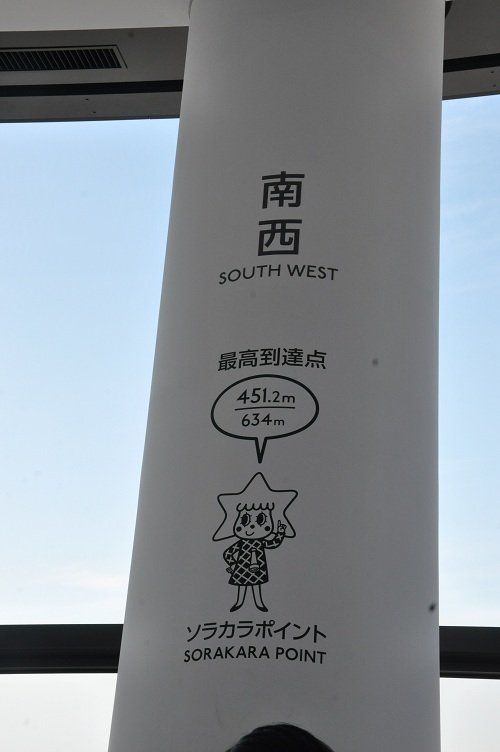 南
西
SOUTH WEST
最高到達点
451.2m
634m
ソラカラポイント
SORAKARA POINT